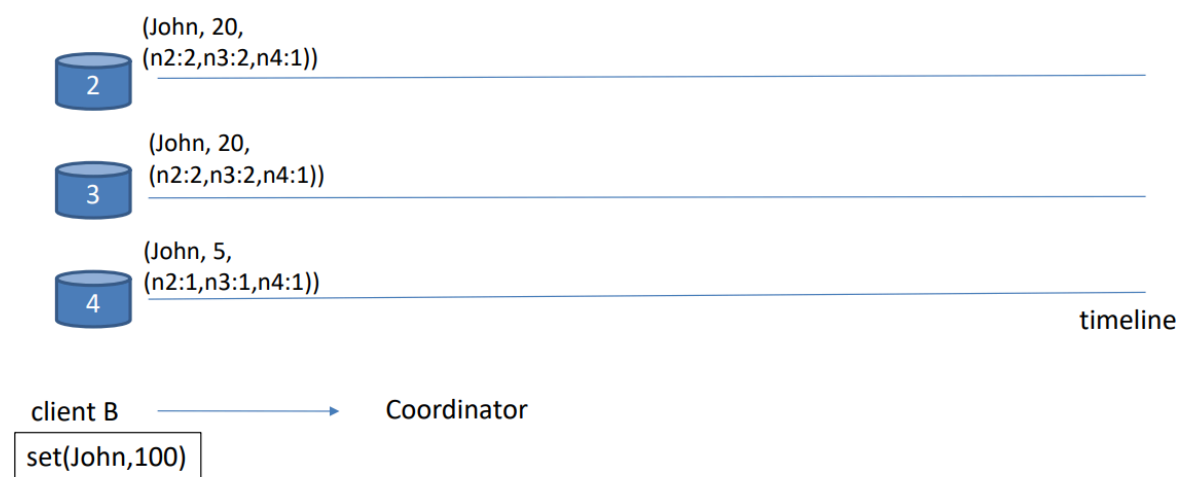 (John, 20,
(n2:2,n3:2,n4:1))
2
(John, 20,
(n2:2,n3:2,n4:1))
3
(John, 5,
(n2:1,n3:1,n4:1))
4
timeline
client B
Coordinator
set(John,100)